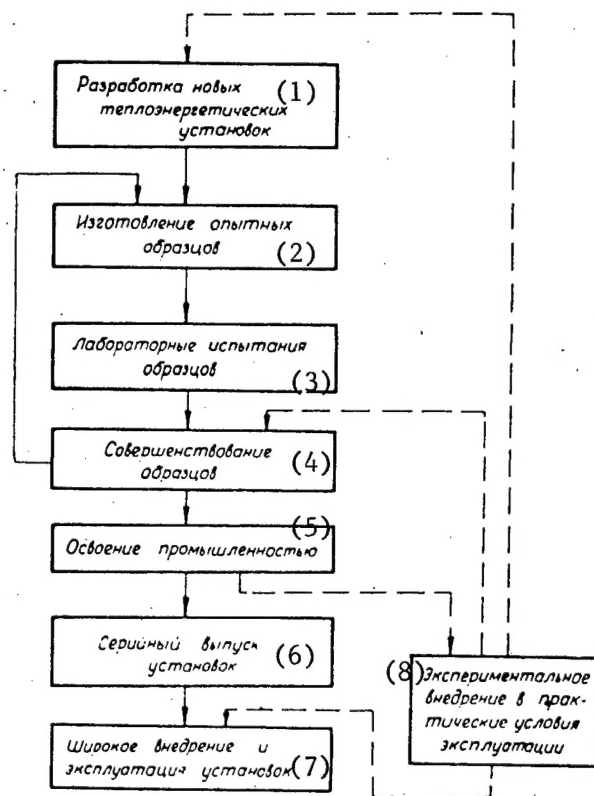 Разработка новых (1)
теплоэнергетических
установок
Изготовление опытных
образцов (2)
Лабораторные испытания
образцов (3)
Совершенствование
образцов (4)
(5)
Освоение промышленностью
Серийный выпуск
установок (6)
(8) Экспериментальное
внедрение в прак-
тические условия
эксплуатации
Широкое внедрение и
эксплуатация установок (7)